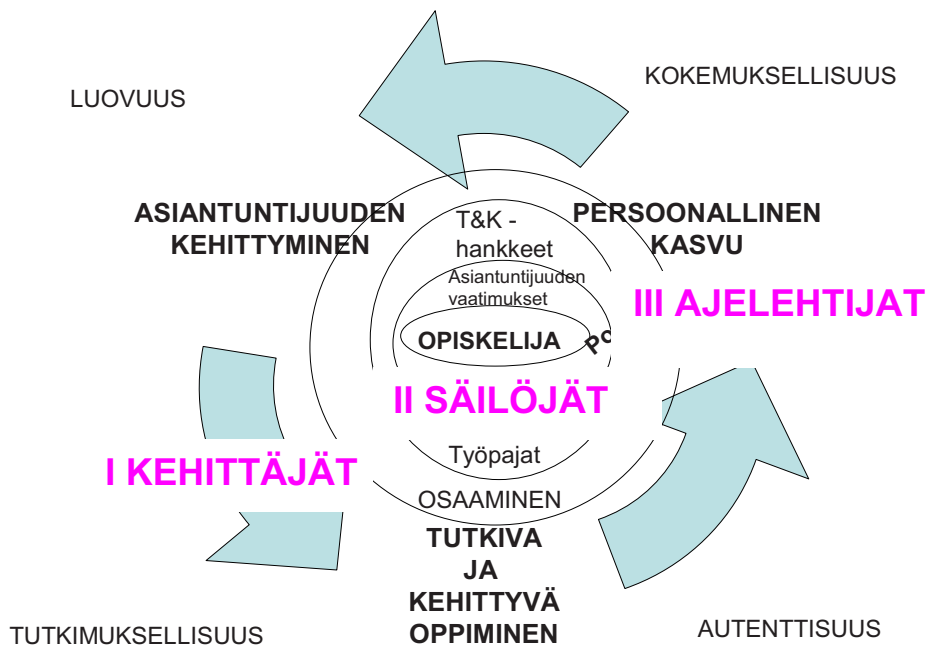 KOKEMUKSELLISUUS
LUOVUUS
ASIANTUNTIJUUDEN
KEHITTYMINEN
T&K -
hankkeet
PERSOONALLINEN
KASVU
Asiantuntijuuden
vaatimukset
III AJELEHTIJAT
OPISKELIJA
II SÄILÖJÄT
I KEHITTÄJÄT
Työpajat
OSAAMINEN
TUTKIVA
JA
KEHITTYVÄ
OPPIMINEN
TUTKIMUKSELLISUUS
AUTENTTISUUS